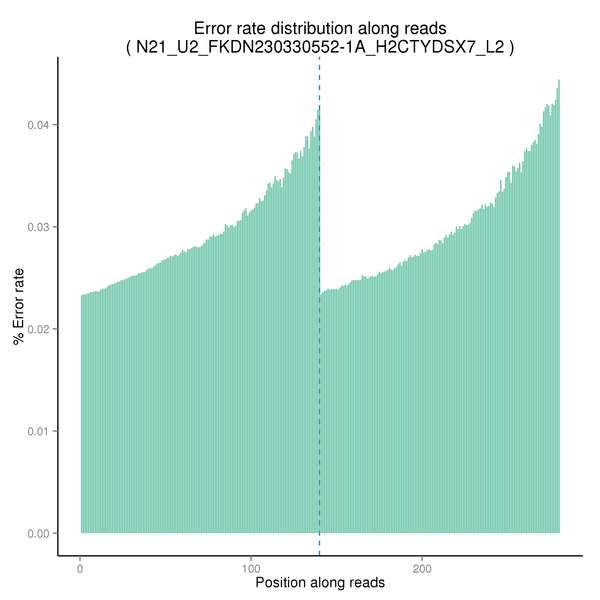 Error rate distribution along reads
( N21_U2_FKDN230330552-1A_H2CTYDSX7_L2 )
% Error rate
0.04
0.03
0.02
0.01
0.00
0
100
200
Position along reads